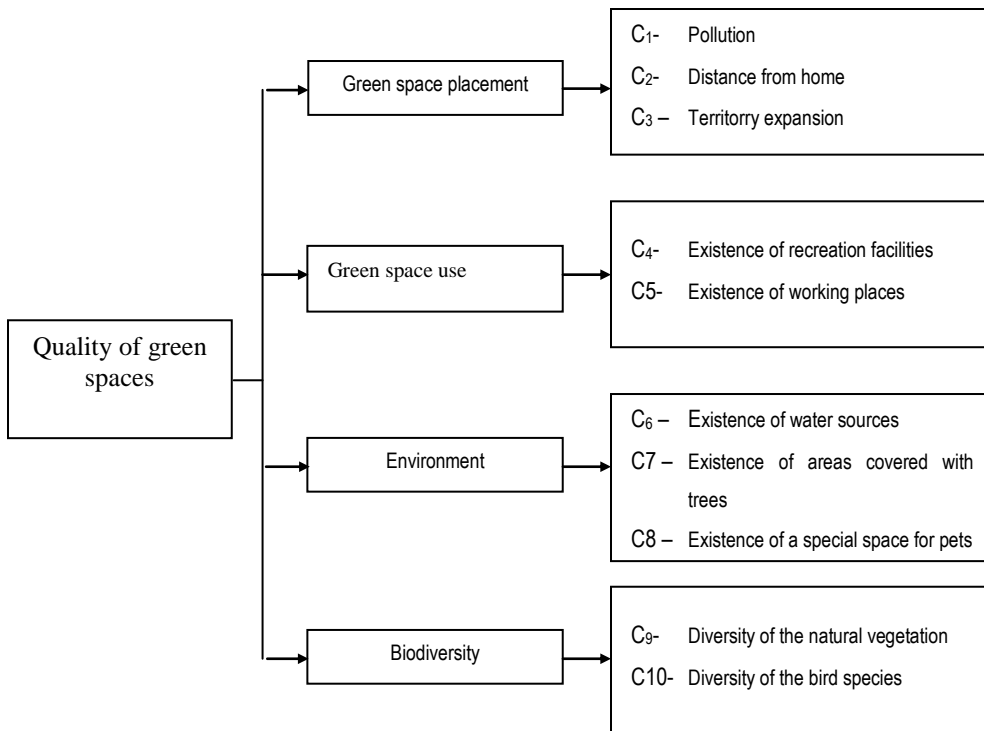 C1- Pollution
Green space placement
C2- Distance from home
C3 – Territorry expansion
Green space use
C4- Existence of recreation facilities
C5- Existence of working places
Quality of green
spaces
C6 – Existence of water sources
Environment
C7 – Existence of areas covered with
trees
C8 – Existence of a special space for pets
Biodiversity
C9- Diversity of the natural vegetation
C10- Diversity of the bird species